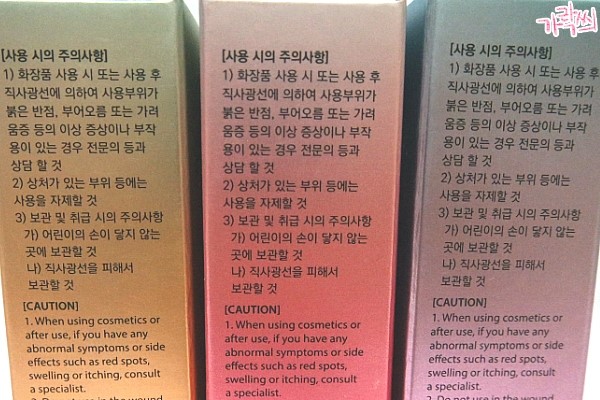 가락찌
[사용 시의 주의사항]
1) 화장품 사용 시 또는 사용 후
직사광선에 의하여 사용부위가
붉은 반점, 부어오름 또는 가려
움증 등의 이상 증상이나 부작
용이 있는 경우 전문의 등과
상담 할 것
2) 상처가 있는 부위 등에는
사용을 자제할 것
3) 보관 및 취급 시의 주의사항
가) 어린이의 손이 닿지 않는
곳에 보관할 것
나) 직사광선을 피해서
보관할 것
[CAUTION]
1. When using cosmetics or
after use, if you have any
abnormal symptoms or side
effects such as red spots,
swelling or itching, consult
a specialist.
2. Do not use in the wound
[사용 시의 주의사항]
1) 화장품 사용 시 또는 사용 후
직사광선에 의하여 사용부위가
붉은 반점, 부어오름 또는 가려
움증 등의 이상 증상이나 부작
용이 있는 경우 전문의 등과
상담 할 것
2) 상처가 있는 부위 등에는
사용을 자제할 것
3) 보관 및 취급 시의 주의사항
가) 어린이의 손이 닿지 않는
곳에 보관할 것
나) 직사광선을 피해서
보관할 것
[CAUTION]
1. When using cosmetics or
after use, if you have any
abnormal symptoms or side
effects such as red spots,
swelling or itching, consult
a specialist.
[사용 시의 주의사항]
1) 화장품 사용 시 또는 사용 후
직사광선에 의하여 사용부위가
붉은 반점, 부어오름 또는 가려
움증 등의 이상 증상이나 부작
용이 있는 경우 전문의 등과
상담 할 것
2) 상처가 있는 부위 등에는
사용을 자제할 것
3) 보관 및 취급 시의 주의사항
가) 어린이의 손이 닿지 않는
곳에 보관할 것
나) 직사광선을 피해서
보관할 것
[CAUTION]
1. When using cosmetics or
after use, if you have any
abnormal symptoms or side
effects such as red spots,
swelling or itching, consult
a specialist.
2. Do not use in the wound